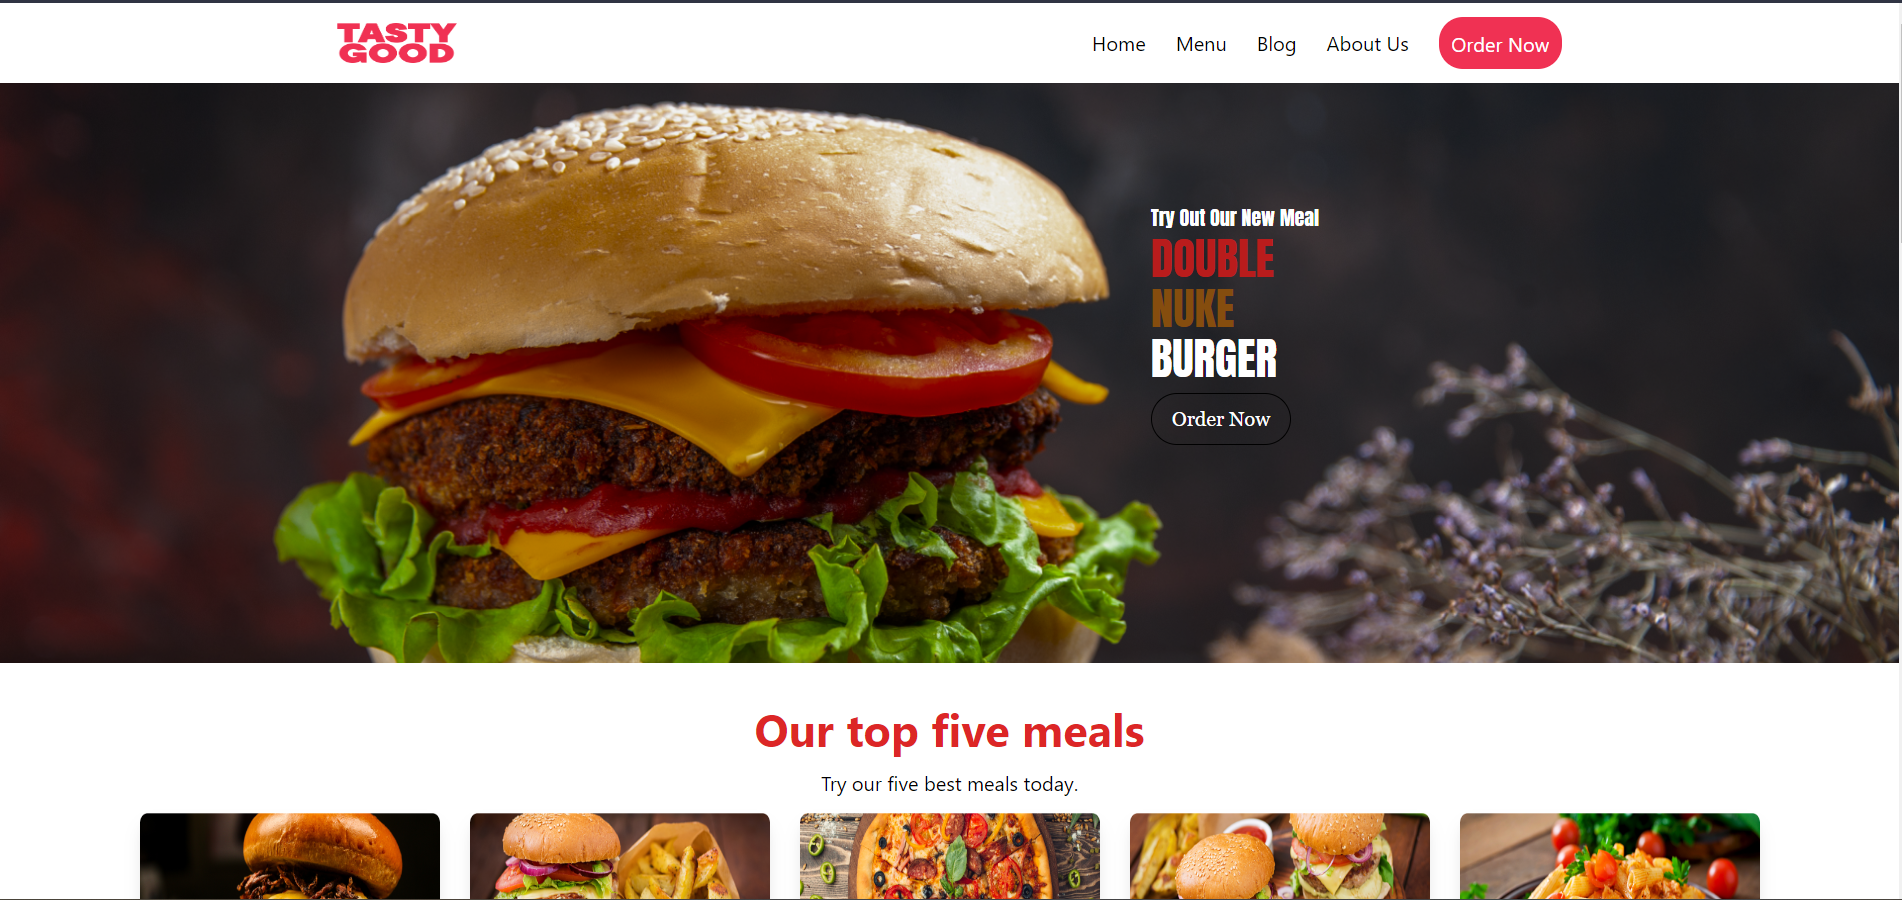 TASTY
GOOD
Home Menu Blog About Us Order Now
Try Out Our New Meal
DOUBLE
NUKE
BURGER
Order Now
Our top five meals
Try our five best meals today.